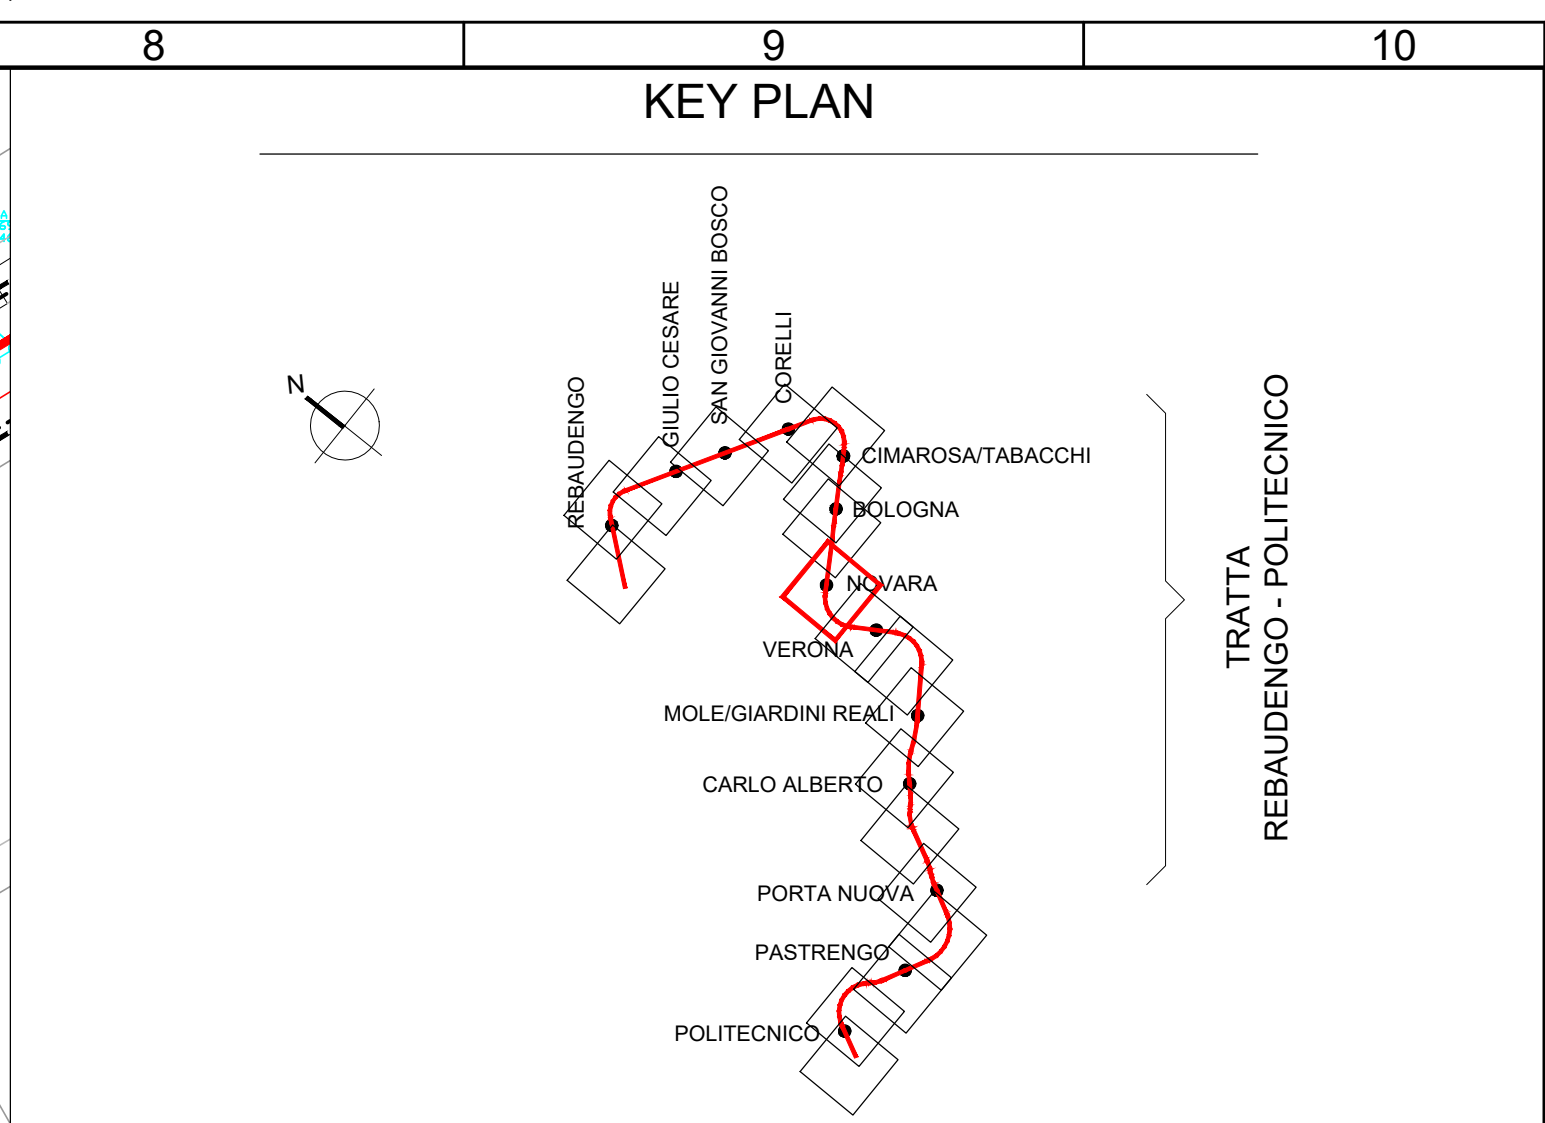 8
9
10
KEY PLAN
N
REBAUDENGO
GIULIO CESARE
SAN GIOVANNI BOSCO
CORELLI
CIMAROSA/TABACCHI
BOLOGNA
NOVARA
VERONA
MOLE/GIARDINI REALI
CARLO ALBERTO
PORTA NUOVA
PASTRENGO
POLITECNICO
TRATTA
REBAUDENGO - POLITECNICO